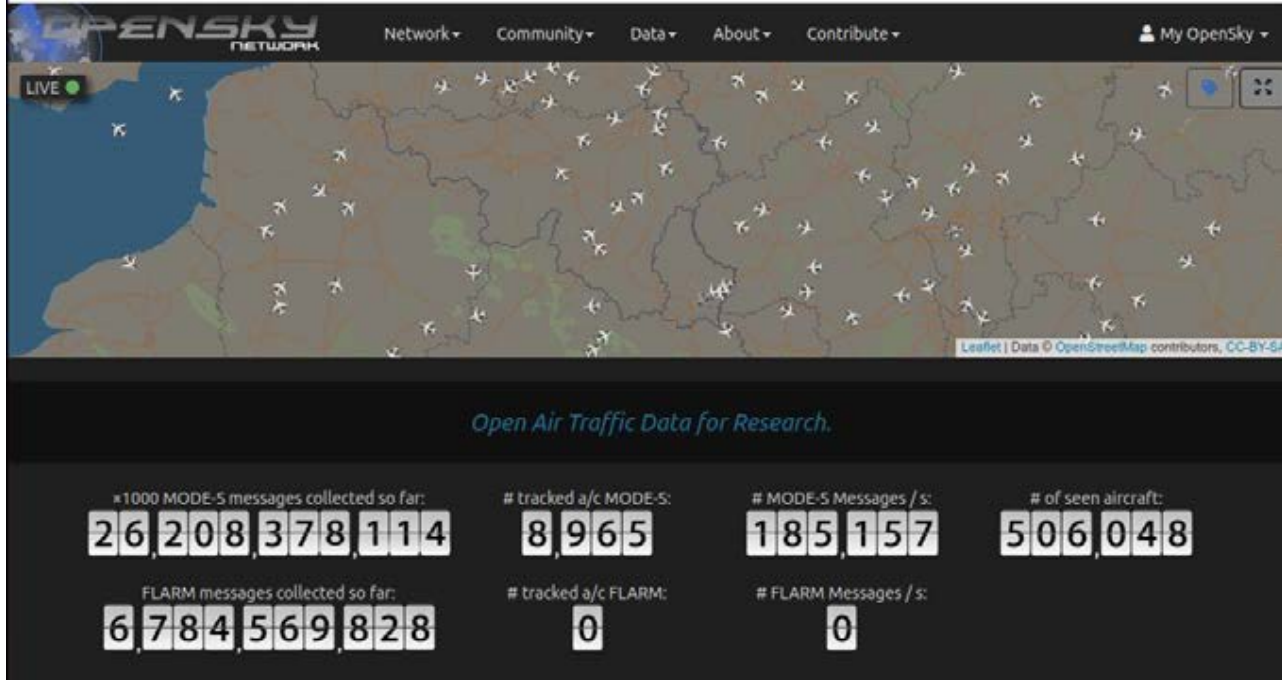 OPENSKY
NETWORK
Network
Community
Data
About
Contribute
My OpenSky
LIVE
Leaflet | Data © OpenStreetMap contributors, CC-BY-SA
Open Air Traffic Data for Research.
×1000 MODE-S messages collected so far:
26,208,378,114
# tracked a/c MODE-S:
8,965
# MODE-S Messages / s:
185,157
# of seen aircraft:
506,048
FLARM messages collected so far:
6,784,569,828
# tracked a/c FLARM:
0
# FLARM Messages / s:
0